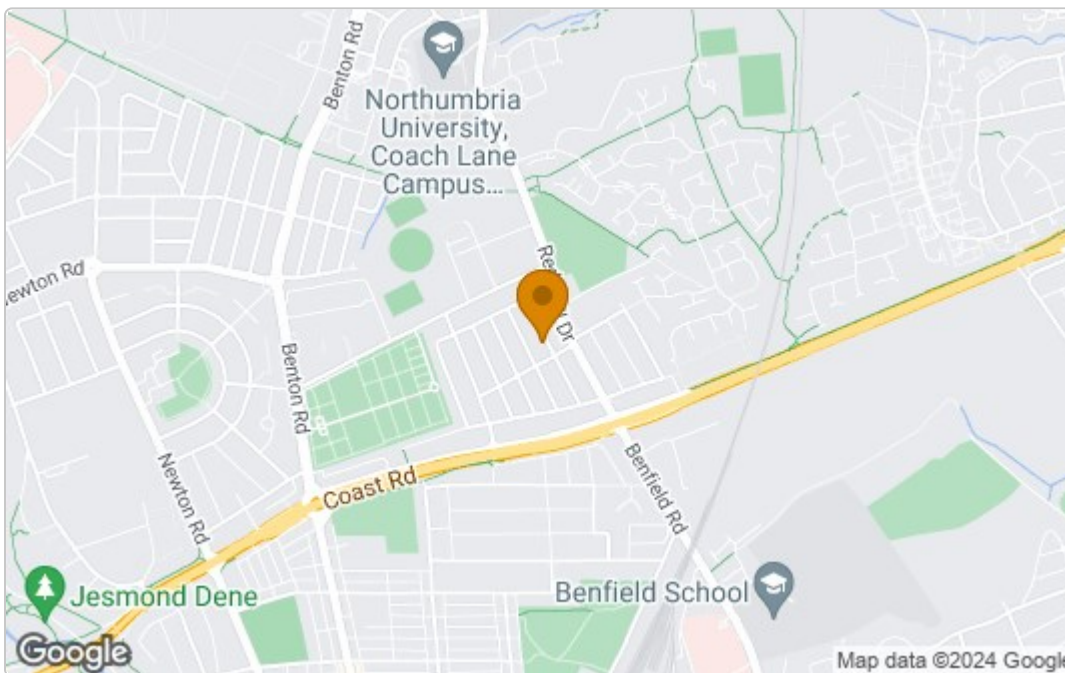 Benton Rd
Northumbria
University,
Coach Lane
Campus...
Newton Rd
Dr
Benton Rd
Newton Rd
Coast Rd
Benfield Rd
Benfield School
Jesmond Dene
Google
Map data ©2024 Google